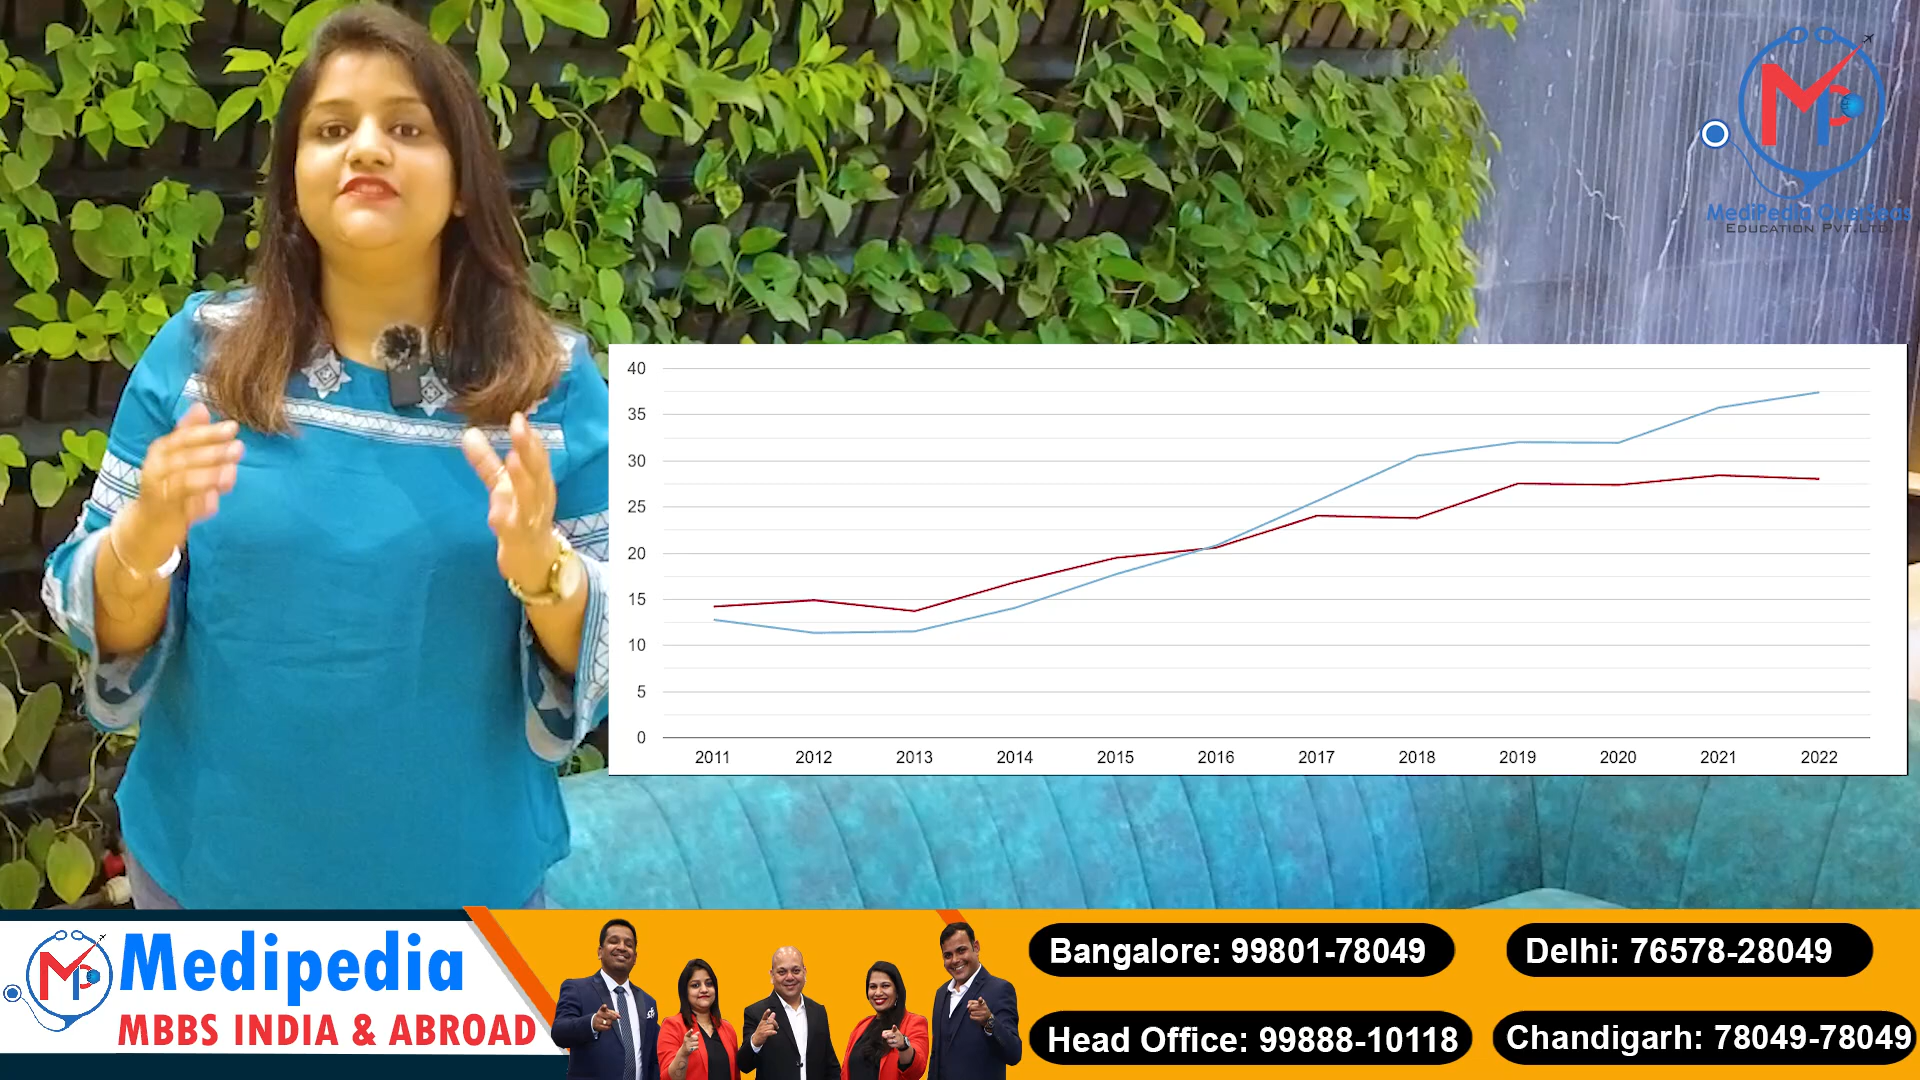 MediPedia OverSeas
Education Pvt.Ltd.
40
35
30
25
20
15
10
5
0
2011 2012 2013 2014 2015 2016 2017 2018 2019 2020 2021 2022
Medipedia
MBBS INDIA & ABROAD
Bangalore: 99801-78049
Delhi: 76578-28049
Head Office: 99888-10118
Chandigarh: 78049-78049